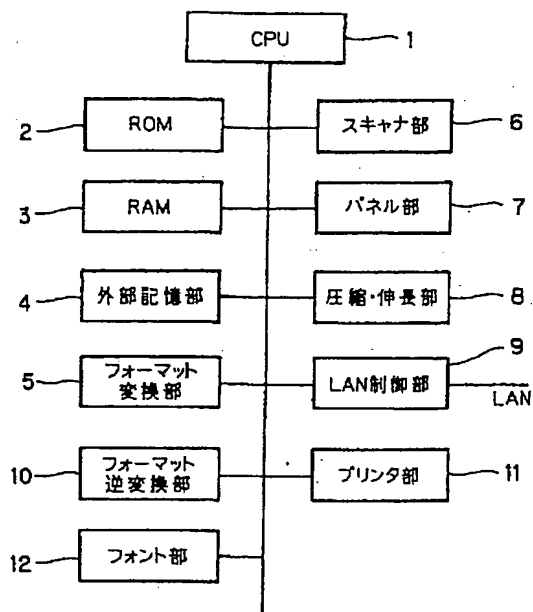 CPU
1
2
ROM
スキャナ部
6
3
RAM
パネル部
7
4
外部記憶部
圧縮・伸長部
8
5
フォーマット
変換部
LAN制御部
9
LAN
10
フォーマット
逆変換部
プリンタ部
11
12
フォント部